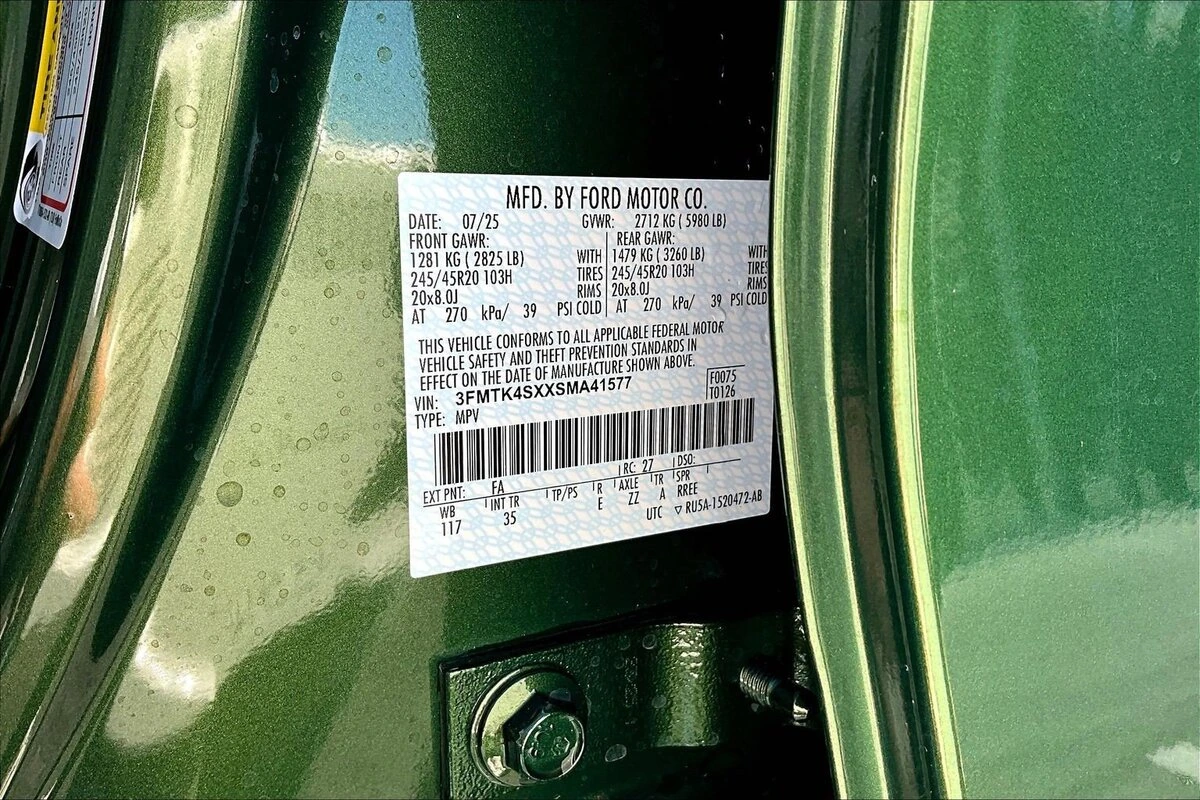 MFD. BY FORD MOTOR CO.
DATE: 07/25 GVWR: 2712 KG ( 5980 LB)
FRONT GAWR: REAR GAWR:
1281 KG ( 2825 LB) WITH 1479 KG ( 3260 LB) WITH
245/45R20 103H TIRES 245/45R20 103H TIRES
20x8.0J RIMS 20x8.0J RIMS
AT 270 kPa/ 39 PSI COLD AT 270 kPa/ 39 PSI COLD
THIS VEHICLE CONFORMS TO ALL APPLICABLE FEDERAL MOTOR
VEHICLE SAFETY AND THEFT PREVENTION STANDARDS IN
EFFECT ON THE DATE OF MANUFACTURE SHOWN ABOVE.
VIN: 3FMTK4SXXSMA41577 F0075
TYPE: MPV T0126
EXT PNT: FA RC: 27 DSO:
WB INT TR TP/PS R AXLE TR SPR
117 35 E ZZ A RREE
UTC ▽ RU5A-1520472-AB